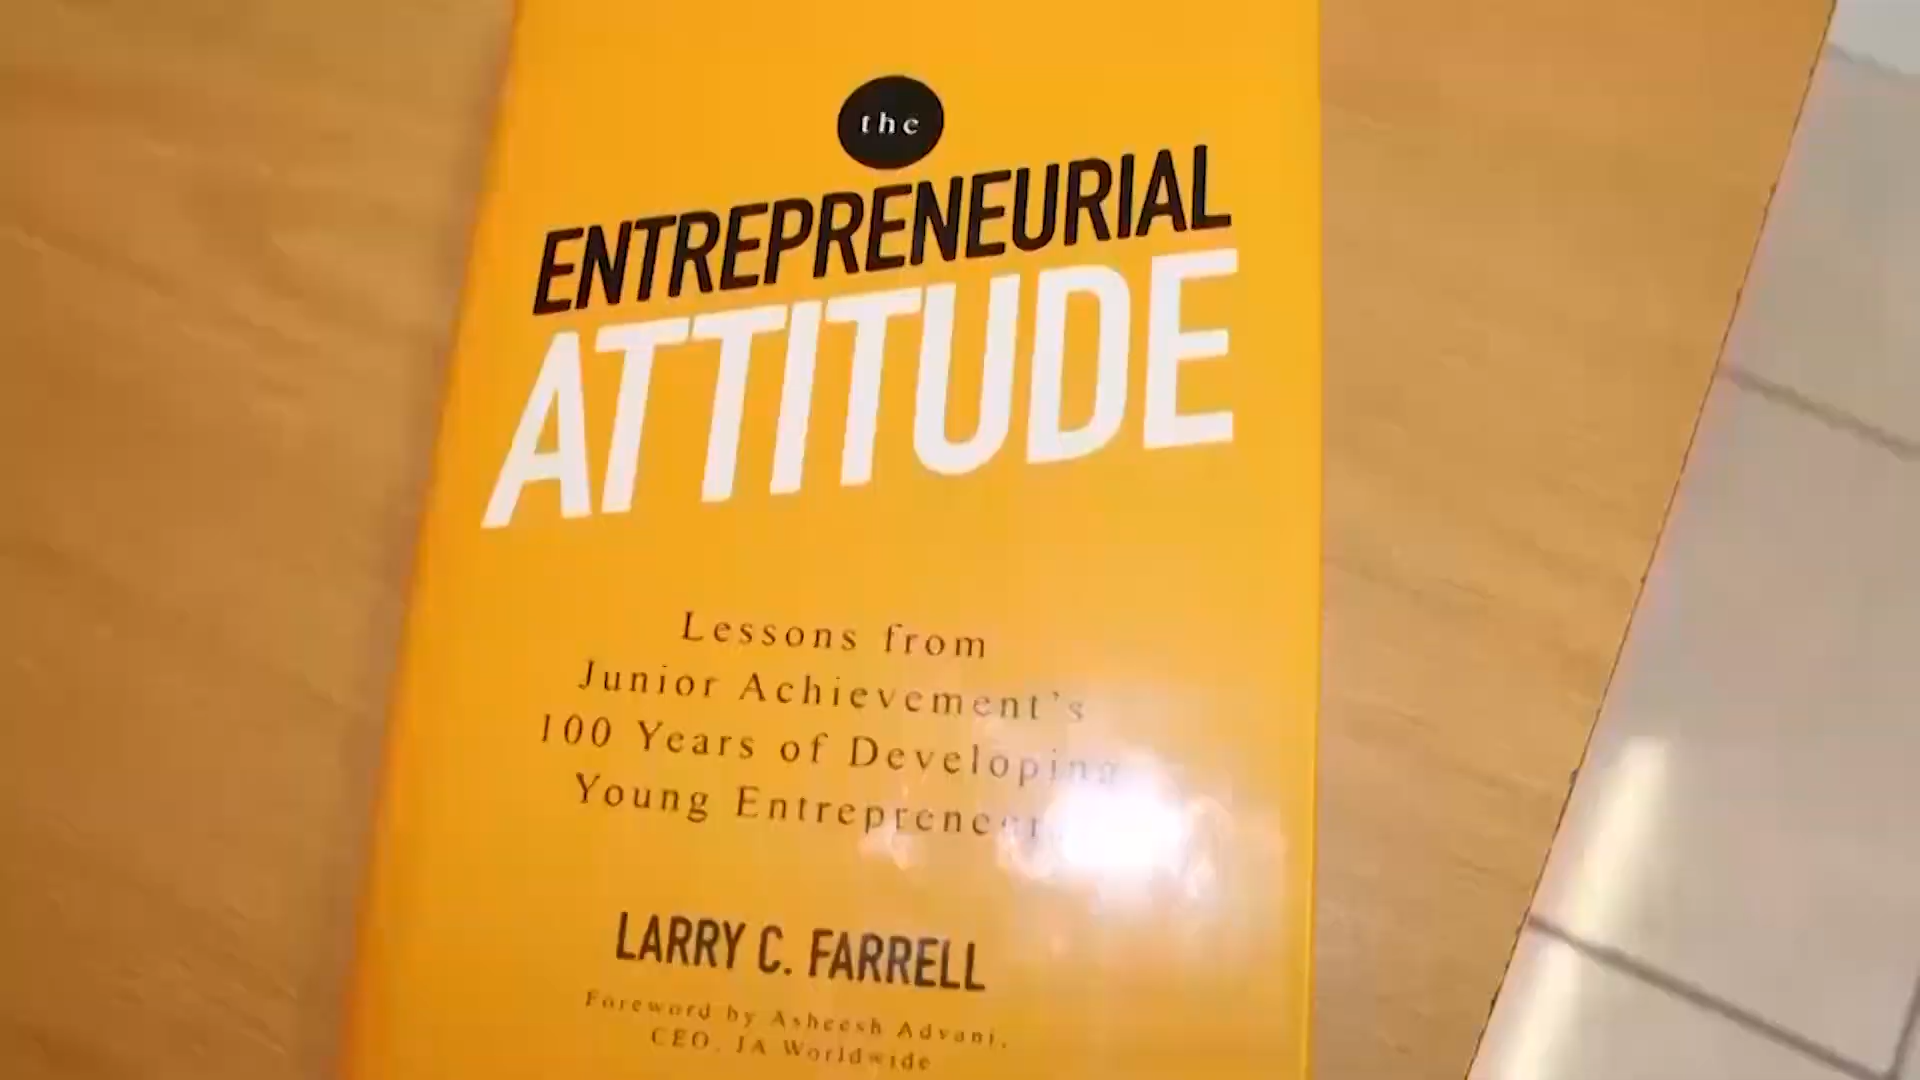 the
ENTREPRENEURIAL
ATTITUDE
Lessons from
Junior Achievement's
100 Years of Developing
Young
LARRY C. FARRELL
Foreword by Asheesh Advani,
CEO, JA Worldwide